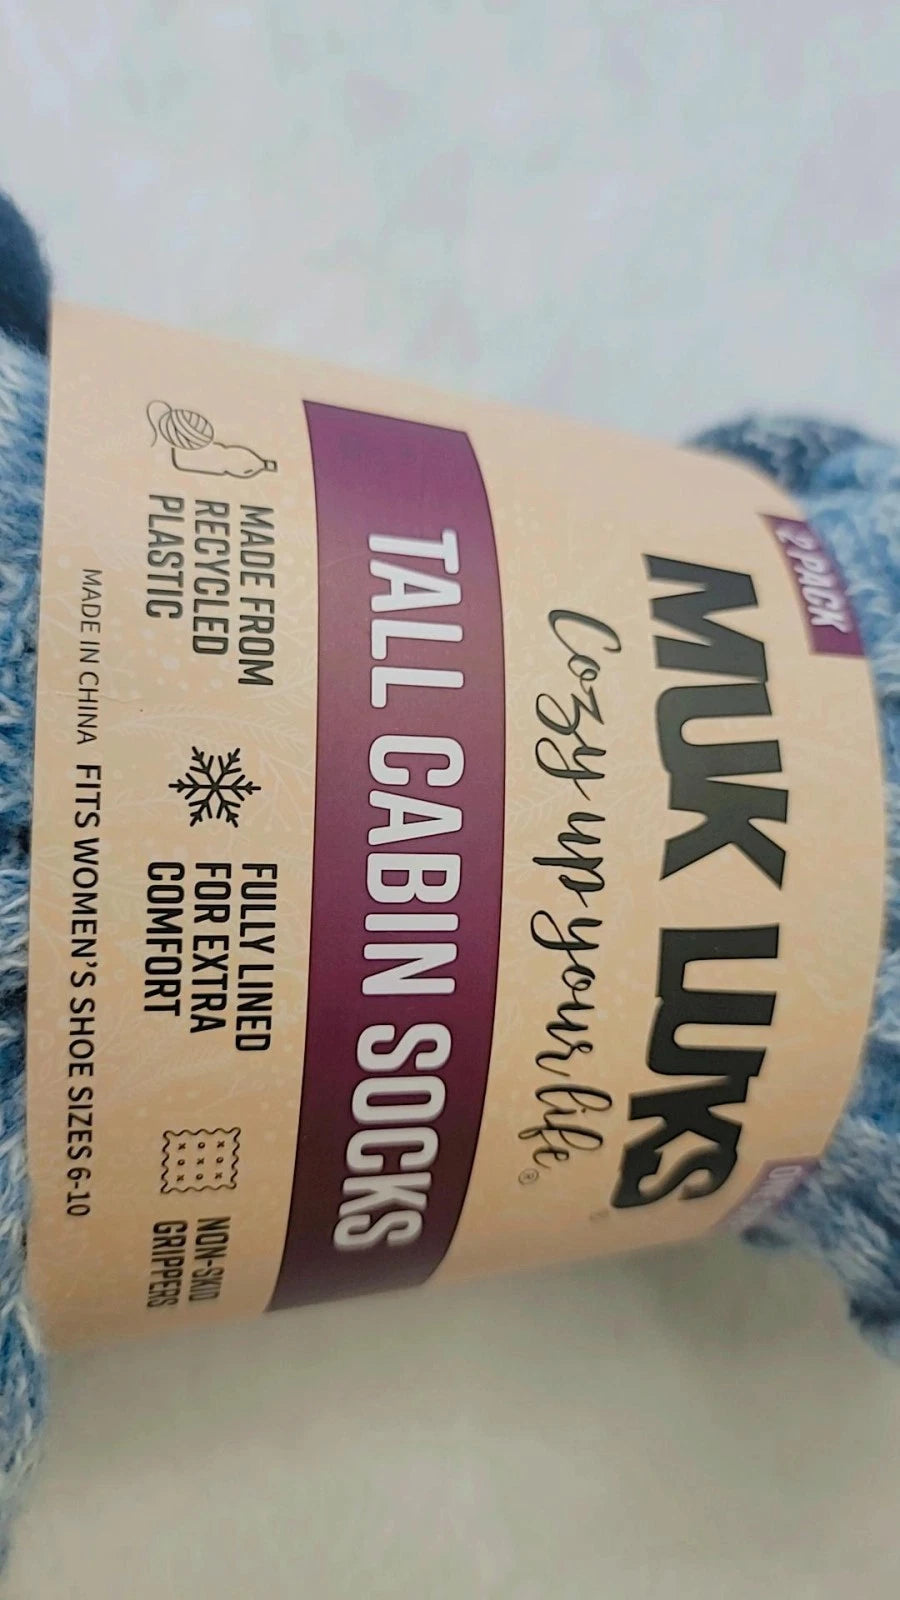 2 PACK
MUK LUKS
Cozy up your life®
TALL CABIN SOCKS
MADE FROM
RECYCLED
PLASTIC
FULLY LINED
FOR EXTRA
COMFORT
NON-SKID
GRIPPERS
MADE IN CHINA FITS WOMEN'S SHOE SIZES 6-10